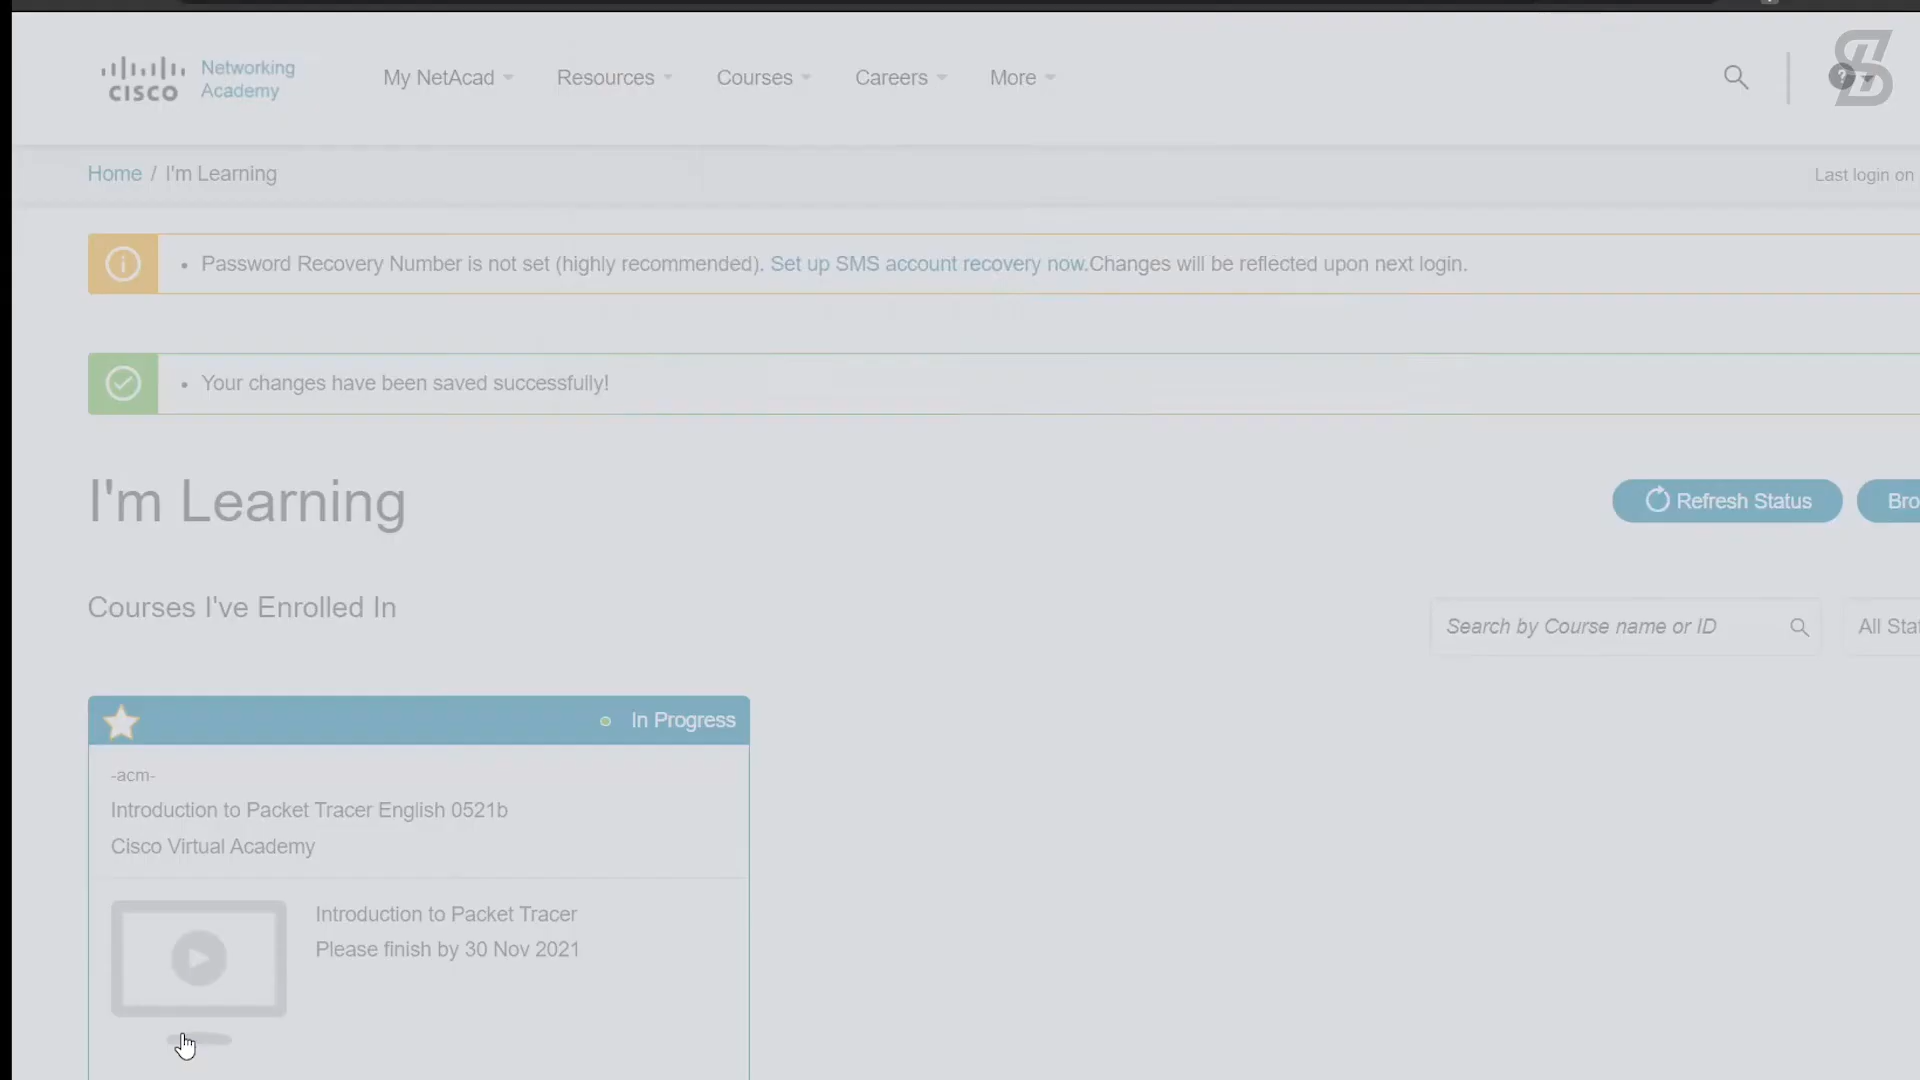 CISCO Networking Academy
My NetAcad
Resources
Courses
Careers
More
?
Home / I'm Learning
Last login on
• Password Recovery Number is not set (highly recommended). Set up SMS account recovery now.Changes will be reflected upon next login.
• Your changes have been saved successfully!
I'm Learning
Refresh Status
Bro
Courses I've Enrolled In
Search by Course name or ID
All Sta
In Progress
-acm-
Introduction to Packet Tracer English 0521b
Cisco Virtual Academy
Introduction to Packet Tracer
Please finish by 30 Nov 2021